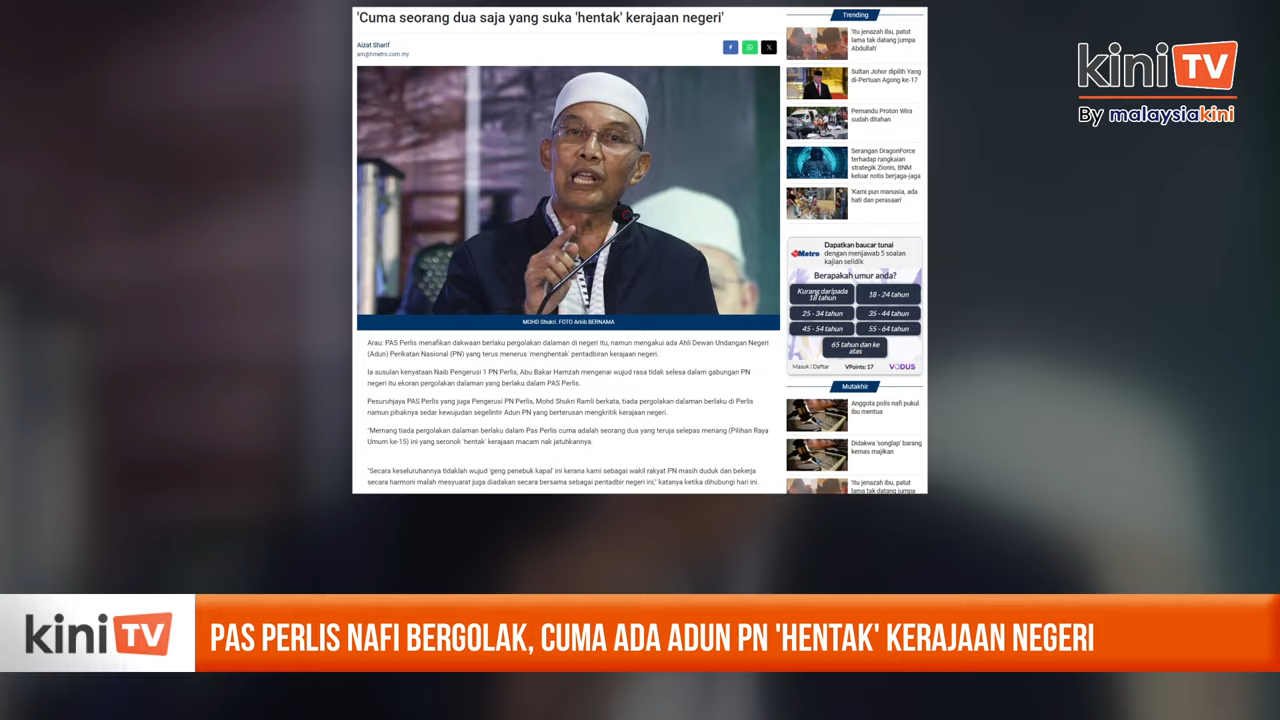 'Cuma seorang dua saja yang suka 'hentak' kerajaan negeri'
Aizat Sharif
am@hmetro.com.my
MOHD Shukri. FOTO Arkib BERNAMA
Arau: PAS Perlis menafikan dakwaan berlaku pergolakan dalaman di negeri itu, namun mengakui ada Ahli Dewan Undangan Negeri
(Adun) Perikatan Nasional (PN) yang terus menerus 'menghentak' pentadbiran kerajaan negeri.
Ia susulan kenyataan Naib Pengerusi 1 PN Perlis, Abu Bakar Hamzah mengenai wujud rasa tidak selesa dalam gabungan PN
negeri itu ekoran pergolakan dalaman yang berlaku dalam PAS Perlis.
Pesuruhjaya PAS Perlis yang juga Pengerusi PN Perlis, Mohd Shukri Ramli berkata, tiada pergolakan dalaman berlaku di Perlis
namun pihaknya sedar kewujudan segelintir Adun PN yang berterusan mengkritik kerajaan negeri.
"Memang tiada pergolakan dalaman berlaku dalam Pas Perlis cuma adalah seorang dua yang teruja selepas menang (Pilihan Raya
Umum ke-15) ini yang seronok 'hentak' kerajaan macam nak jatuhkannya.
"Secara keseluruhannya tidaklah wujud 'geng penebuk kapal' ini kerana kami sebagai wakil rakyat PN masih duduk dan bekerja
secara harmoni malah mesyuarat juga diadakan secara bersama sebagai pentadbir negeri ini," katanya ketika dihubungi hari ini.
Trending
'Itu jenazah ibu, patut
lama tak datang jumpa
Abdullah'
Sultan Johor dipilih Yang
di-Pertuan Agong ke-17
Pemandu Proton Wira
sudah ditahan
Serangan DragonForce
terhadap rangkaian
strategik Zionis, BNM
keluar notis berjaga-jaga
'Kami pun manusia, ada
hati dan perasaan'
Metro
Dapatkan baucar tunai
dengan menjawab 5 soalan
kajian selidik
Berapakah umur anda?
Kurang daripada
18 tahun
18 - 24 tahun
25 - 34 tahun
35 - 44 tahun
45 - 54 tahun
55 - 64 tahun
65 tahun dan ke
atas
Masuk | Daftar
VPoints: 17
VODUS
Mutakhir
Anggota polis nafi pukul
ibu mentua
Didakwa 'songlap' barang
kemas majikan
'Itu jenazah ibu, patut
lama tak datang jumpa
kini TV
By malaysiakini
kini TV
PAS PERLIS NAFI BERGOLAK, CUMA ADA ADUN PN 'HENTAK' KERAJAAN NEGERI